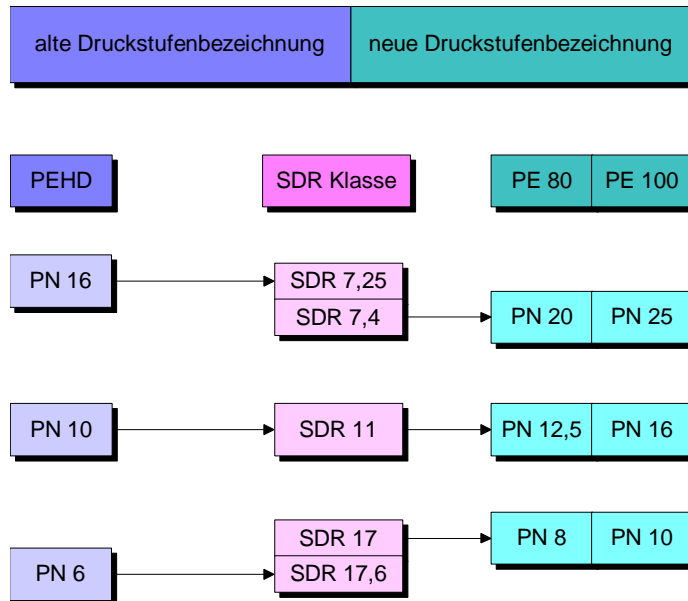 alte Druckstufenbezeichnung neue Druckstufenbezeichnung
PEHD SDR Klasse PE 80 PE 100
PN 16 SDR 7,25
SDR 7,4 PN 20 PN 25
PN 10 SDR 11 PN 12,5 PN 16
SDR 17 PN 8 PN 10
PN 6 SDR 17,6